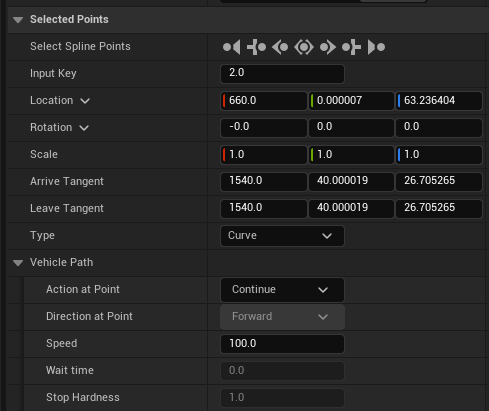 Selected Points
Select Spline Points
Input Key 2.0
Location 660.0 0.000007 63.236404
Rotation -0.0 0.0 0.0
Scale 1.0 1.0 1.0
Arrive Tangent 1540.0 40.000019 26.705265
Leave Tangent 1540.0 40.000019 26.705265
Type Curve
Vehicle Path
Action at Point Continue
Direction at Point Forward
Speed 100.0
Wait time 0.0
Stop Hardness 1.0